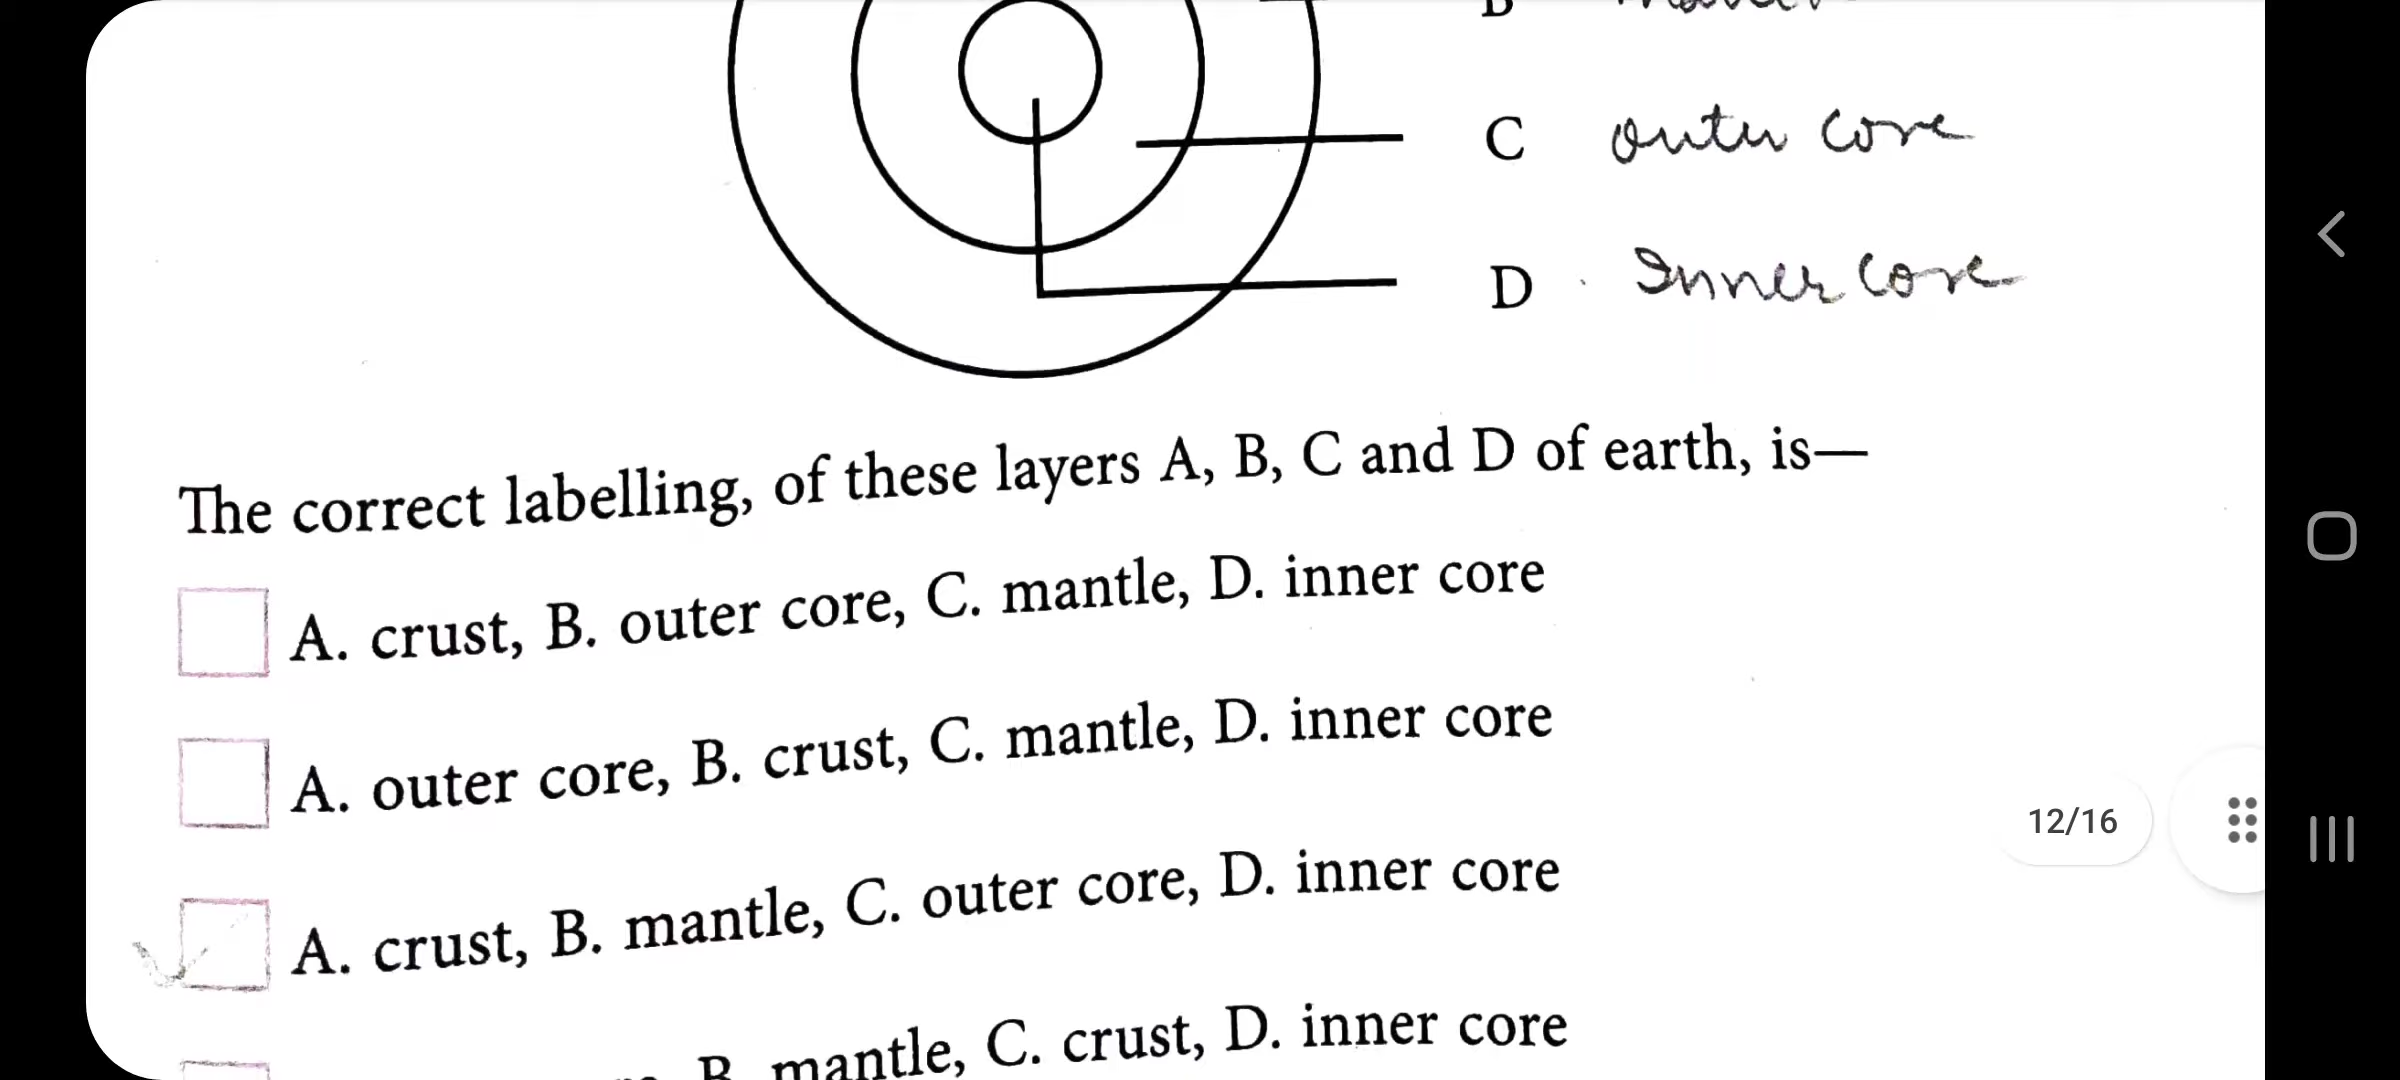 B
C outer core
D Inner core
The correct labelling, of these layers A, B, C and D of earth, is—
A. crust, B. outer core, C. mantle, D. inner core
A. outer core, B. crust, C. mantle, D. inner core
12/16
A. crust, B. mantle, C. outer core, D. inner core
B. mantle, C. crust, D. inner core